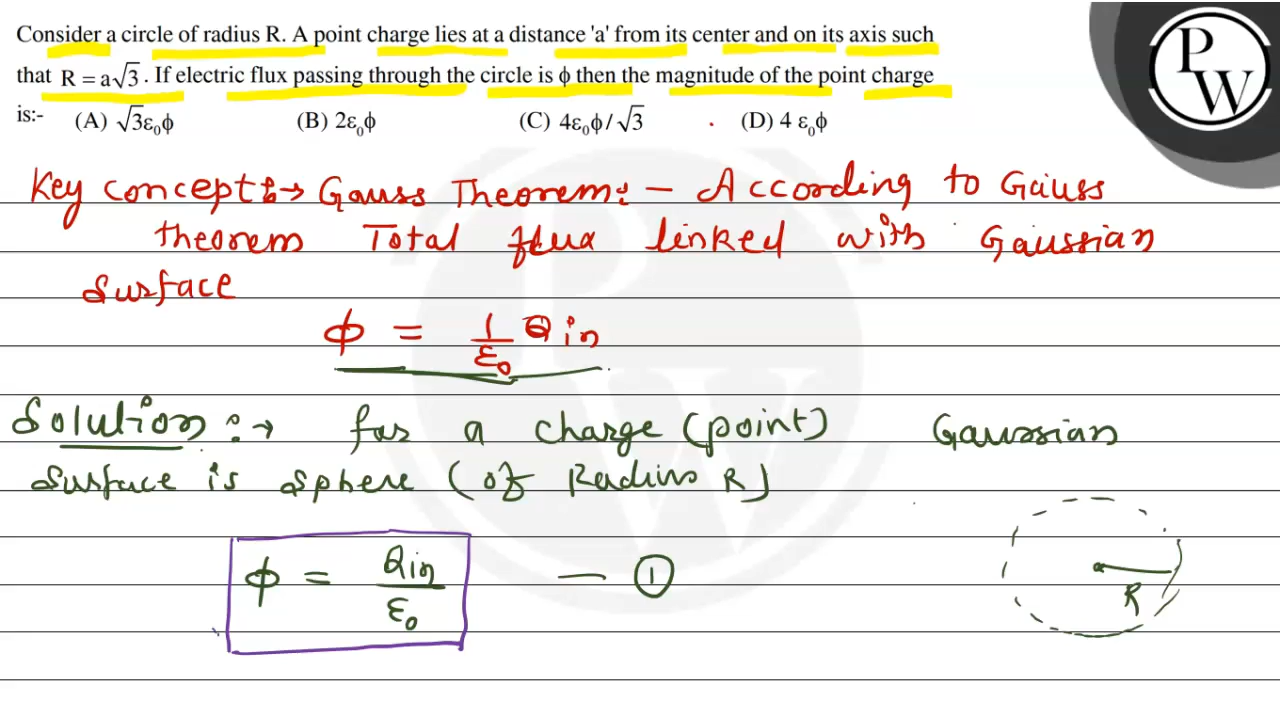 Consider a circle of radius R. A point charge lies at a distance 'a' from its center and on its axis such
that R = a√3. If electric flux passing through the circle is ϕ then the magnitude of the point charge
is:- (A) √3ε₀ϕ (B) 2ε₀ϕ (C) 4ε₀ϕ/√3 (D) 4 ε₀ϕ
PW
Key concept:→ Gauss Theorem:- According to Gauss
theorem Total flux linked with Gaussian
Surface
ϕ = 1/ε₀ Qin
Solution:→ for a charge (point) Gaussian
Surface is sphere (of Radius R)
ϕ = Qin/ε₀ — ①
R